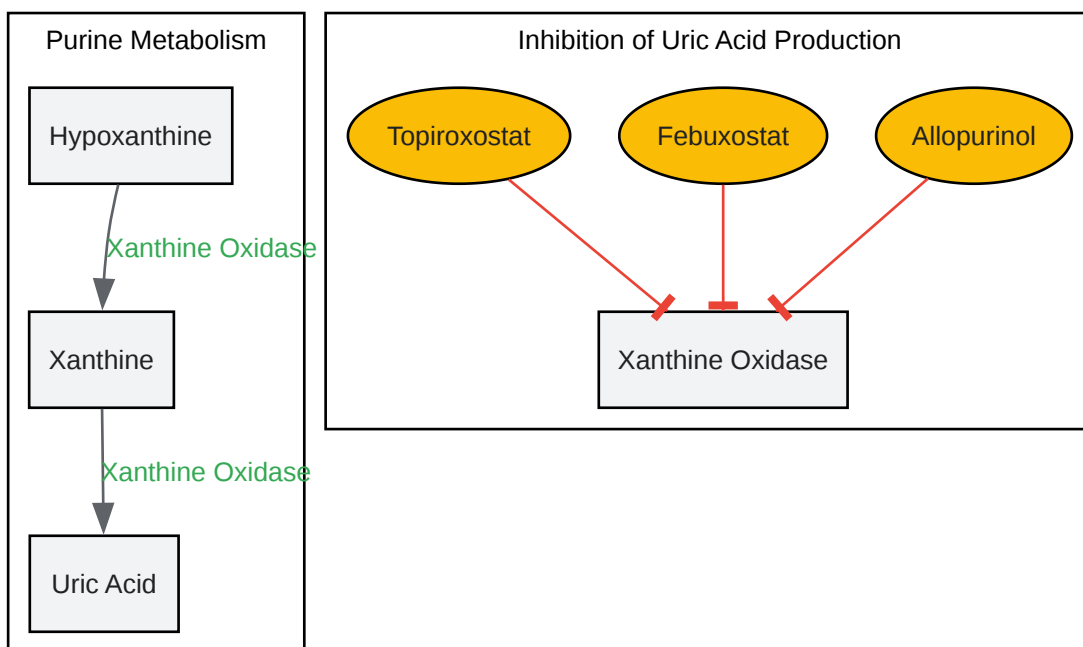 Purine Metabolism
Hypoxanthine
Xanthine Oxidase
Xanthine
Xanthine Oxidase
Uric Acid
Inhibition of Uric Acid Production
Topiroxostat
Febuxostat
Allopurinol
Xanthine Oxidase